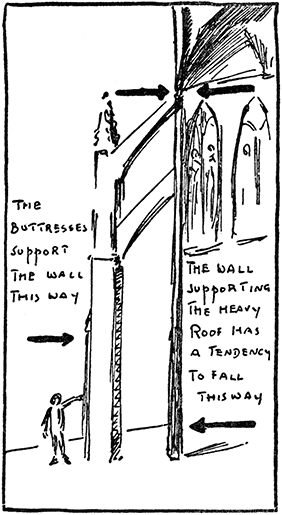 THE
BUTTRESSES
SUPPORT
THE WALL
THIS WAY
THE WALL
SUPPORTING
THE HEAVY
ROOF HAS
A TENDENCY
TO FALL
THIS WAY